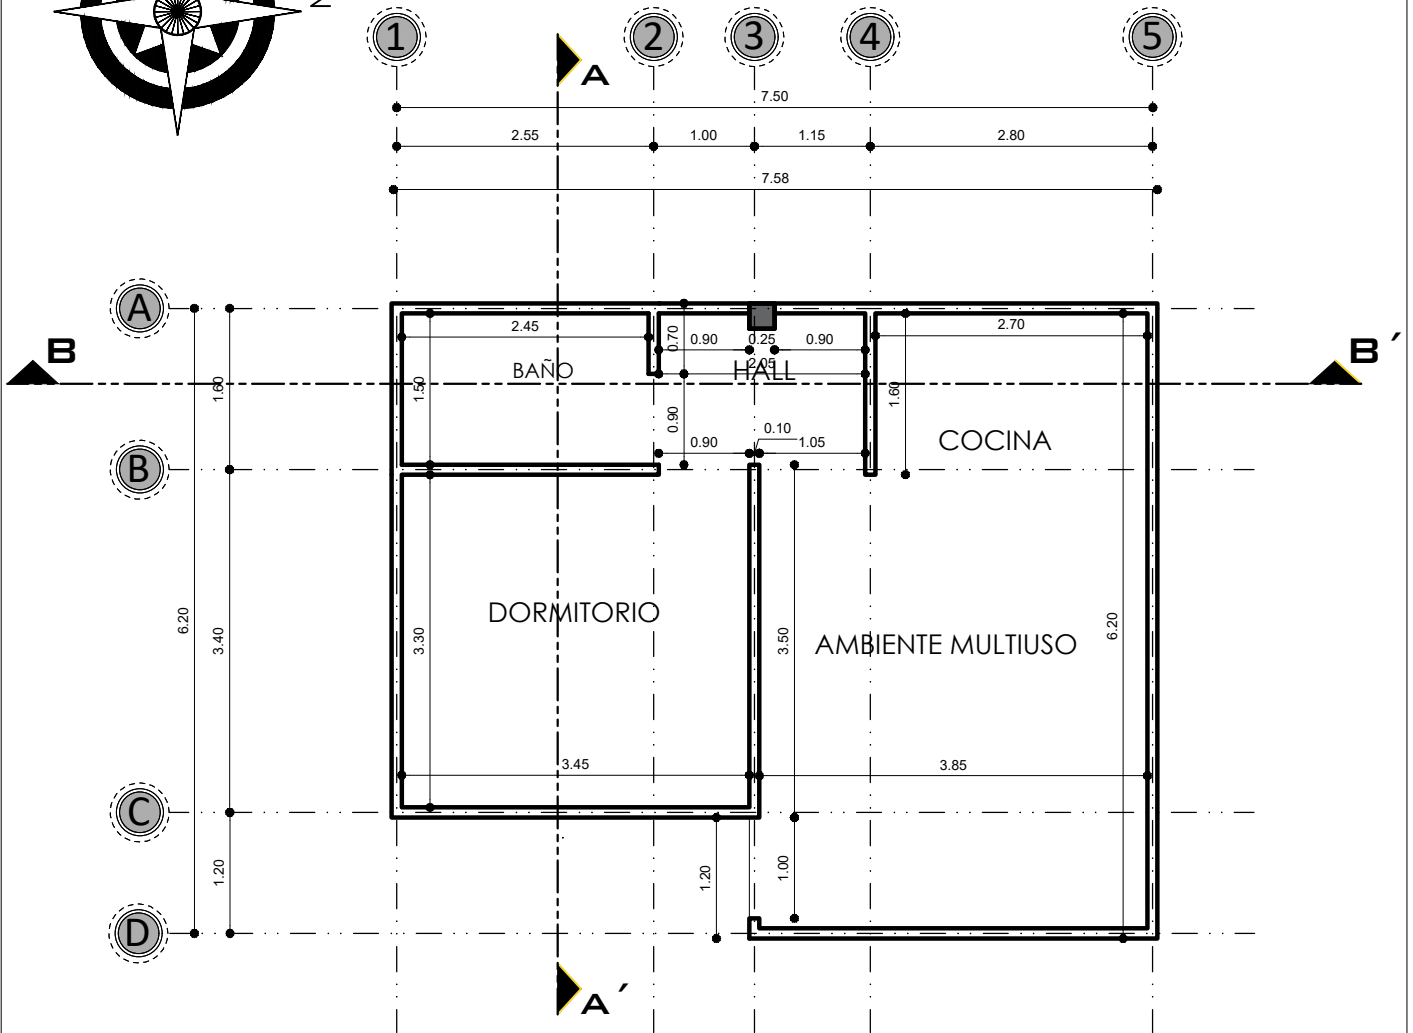 N
1 2 3 4 5
A
7.50
2.55 1.00 1.15 2.80
7.58
A
B
B ´
2.45 0.70 0.90 0.25 0.90 2.70
2.05
BAÑO HALL
1.60 1.50 1.60
0.90
0.90 0.10 1.05
COCINA
B
DORMITORIO
6.20 3.40 3.30 3.50 6.20
AMBIENTE MULTIUSO
3.45 3.85
C
1.20 1.20 1.00
D
A ´